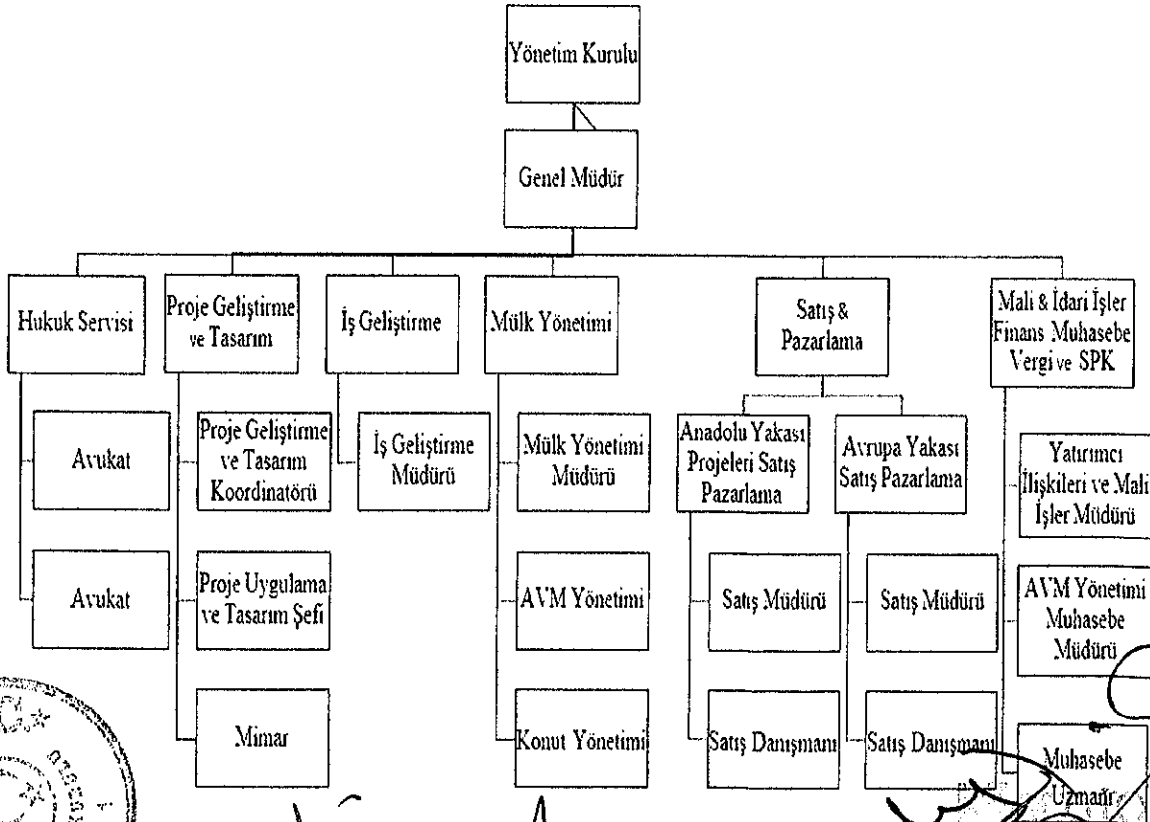 Yönetim Kurulu
Genel Müdür
Hukuk Servisi
Proje Geliştirme
ve Tasarım
İş Geliştirme
Mülk Yönetimi
Satış &
Pazarlama
Mali & İdari İşler
Finans Muhasebe
Vergi ve SPK
Avukat
Proje Geliştirme
ve Tasarım
Koordinatörü
İş Geliştirme
Müdürü
Mülk Yönetimi
Müdürü
Anadolu Yakası
Projeleri Satış
Pazarlama
Avrupa Yakası
Satış Pazarlama
Yatırımcı
İlişkileri ve Mali
İşler Müdürü
Avukat
Proje Uygulama
ve Tasarım Şefi
AVM Yönetimi
Satış Müdürü
Satış Müdürü
AVM Yönetimi
Muhasebe
Müdürü
Mimar
Konut Yönetimi
Satış Danışmanı
Satış Danışmanı
Muhasebe
Uzmanı